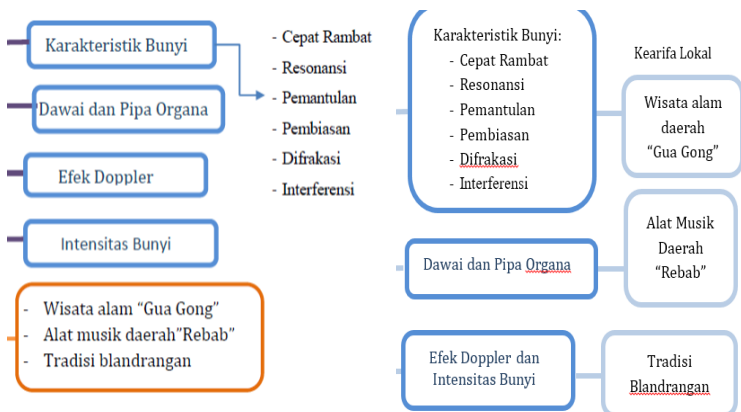 Karakteristik Bunyi
Dawai dan Pipa Organa
Efek Doppler
Intensitas Bunyi
- Wisata alam “Gua Gong”
- Alat musik daerah”Rebab”
- Tradisi blandrangan
- Cepat Rambat
- Resonansi
- Pemantulan
- Pembiasan
- Difrakasi
- Interferensi
Karakteristik Bunyi:
- Cepat Rambat
- Resonansi
- Pemantulan
- Pembiasan
- Difrakasi
- Interferensi
Dawai dan Pipa Organa
Efek Doppler dan
Intensitas Bunyi
Kearifa Lokal
Wisata alam
daerah
“Gua Gong”
Alat Musik
Daerah
“Rebab”
Tradisi
Blandrangan